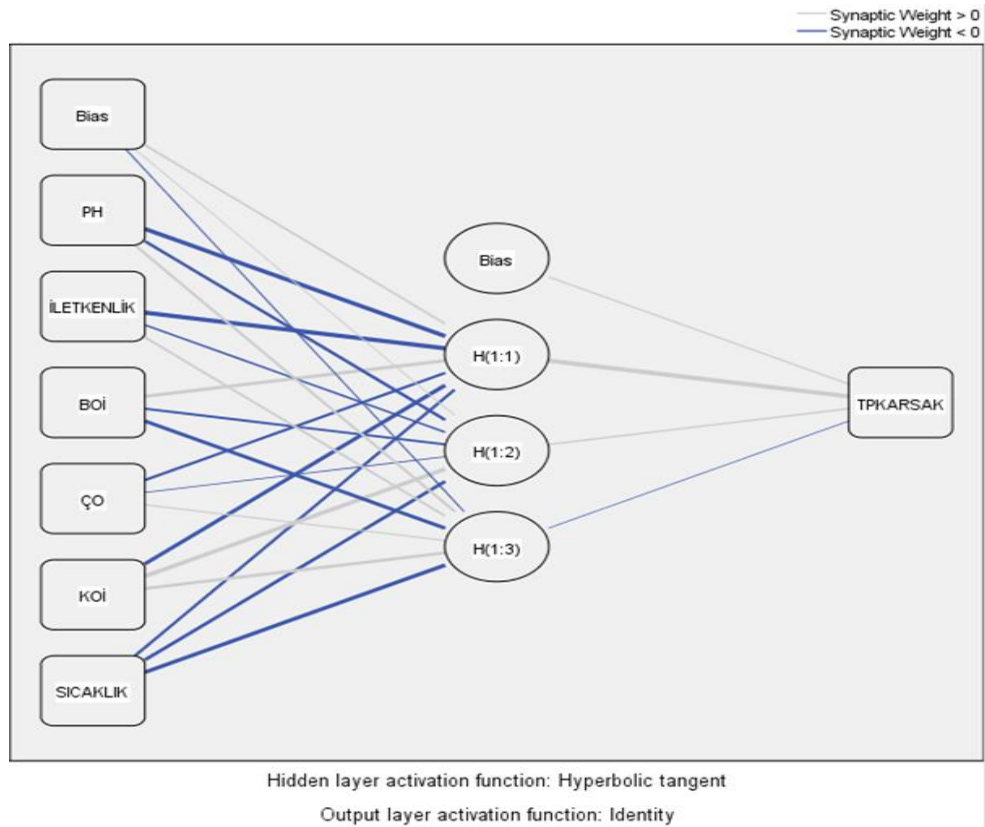 Synaptic Weight > 0
Synaptic Weight < 0
Bias
PH
İLETKENLİK
BOİ
ÇO
KOİ
SICAKLIK
Bias
H(1:1)
H(1:2)
H(1:3)
TPKARSAK
Hidden layer activation function: Hyperbolic tangent
Output layer activation function: Identity